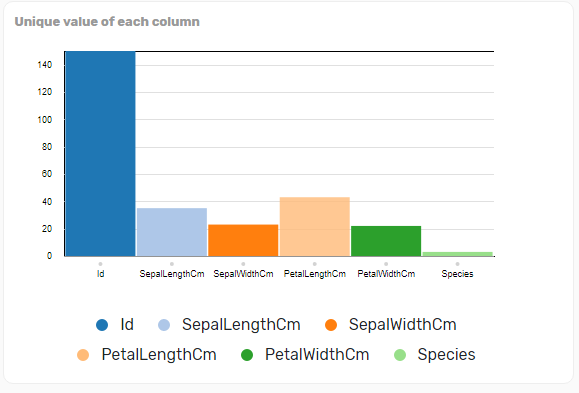 Unique value of each column
140
120
100
80
60
40
20
0
Id SepalLengthCm SepalWidthCm PetalLengthCm PetalWidthCm Species
Id SepalLengthCm SepalWidthCm
PetalLengthCm PetalWidthCm Species